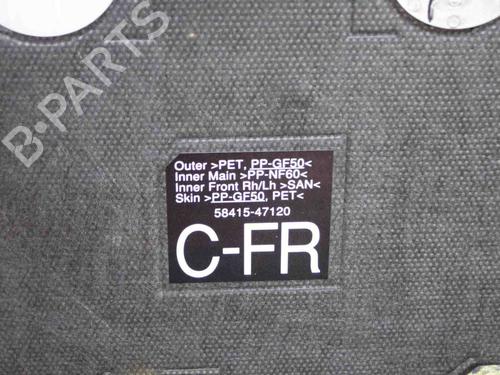 B-PARTS
Outer >PET, PP-GF50<
Inner Main >PP-NF60<
Inner Front Rh/Lh >SAN<
Skin >PP-GF50, PET<
58415-47120
C-FR